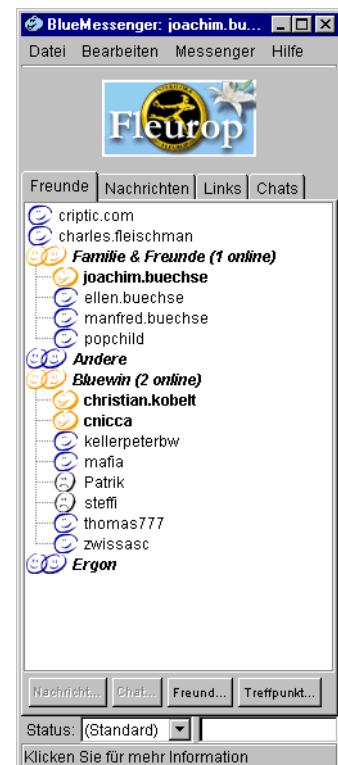 BlueMessenger: joachim.bu...
Datei Bearbeiten Messenger Hilfe
INTERFLORA
Fleurop
FLEUROP
Freunde Nachrichten Links Chats
criptic.com
charles.fleischman
Familie & Freunde (1 online)
joachim.buechse
ellen.buechse
manfred.buechse
popchild
Andere
Bluewin (2 online)
christian.kobelt
cnicca
kellerpeterbw
mafia
Patrik
steffi
thomas777
zwissasc
Ergon
Nachricht... Chat... Freund... Treffpunkt...
Status: (Standard)
Klicken Sie für mehr Information